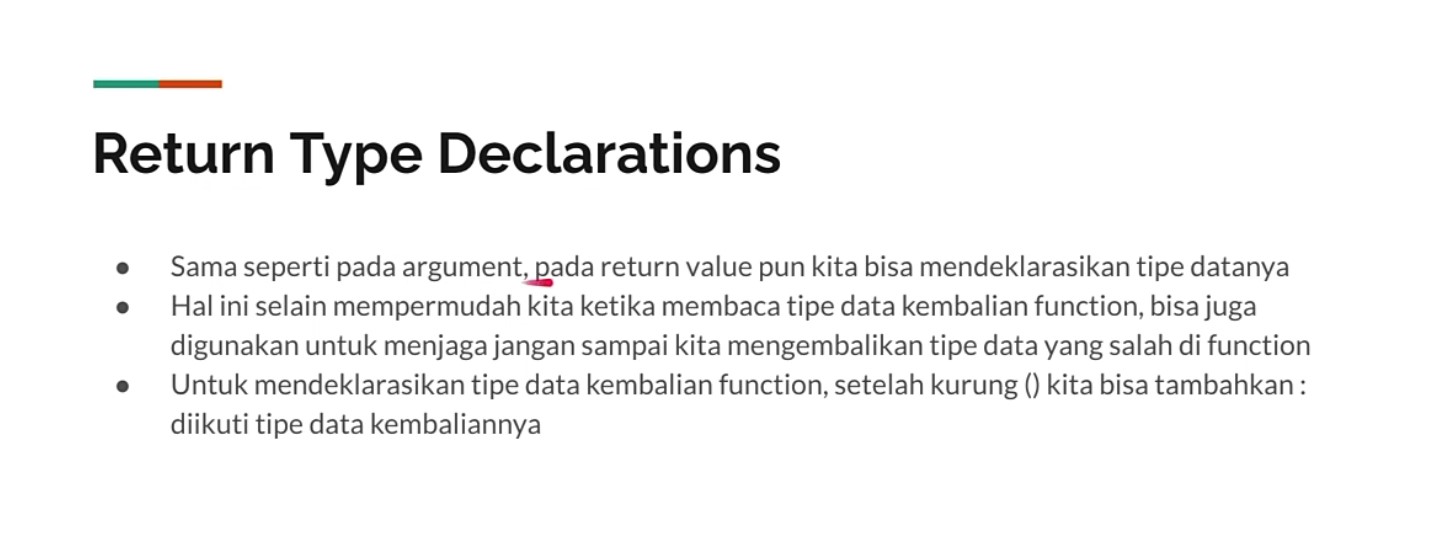 Return Type Declarations
● Sama seperti pada argument, pada return value pun kita bisa mendeklarasikan tipe datanya
● Hal ini selain mempermudah kita ketika membaca tipe data kembalian function, bisa juga
digunakan untuk menjaga jangan sampai kita mengembalikan tipe data yang salah di function
● Untuk mendeklarasikan tipe data kembalian function, setelah kurung () kita bisa tambahkan :
diikuti tipe data kembaliannya